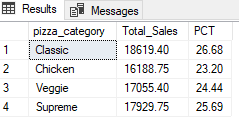 Results Messages
pizza_category Total_Sales PCT
1 Classic 18619.40 26.68
2 Chicken 16188.75 23.20
3 Veggie 17055.40 24.44
4 Supreme 17929.75 25.69